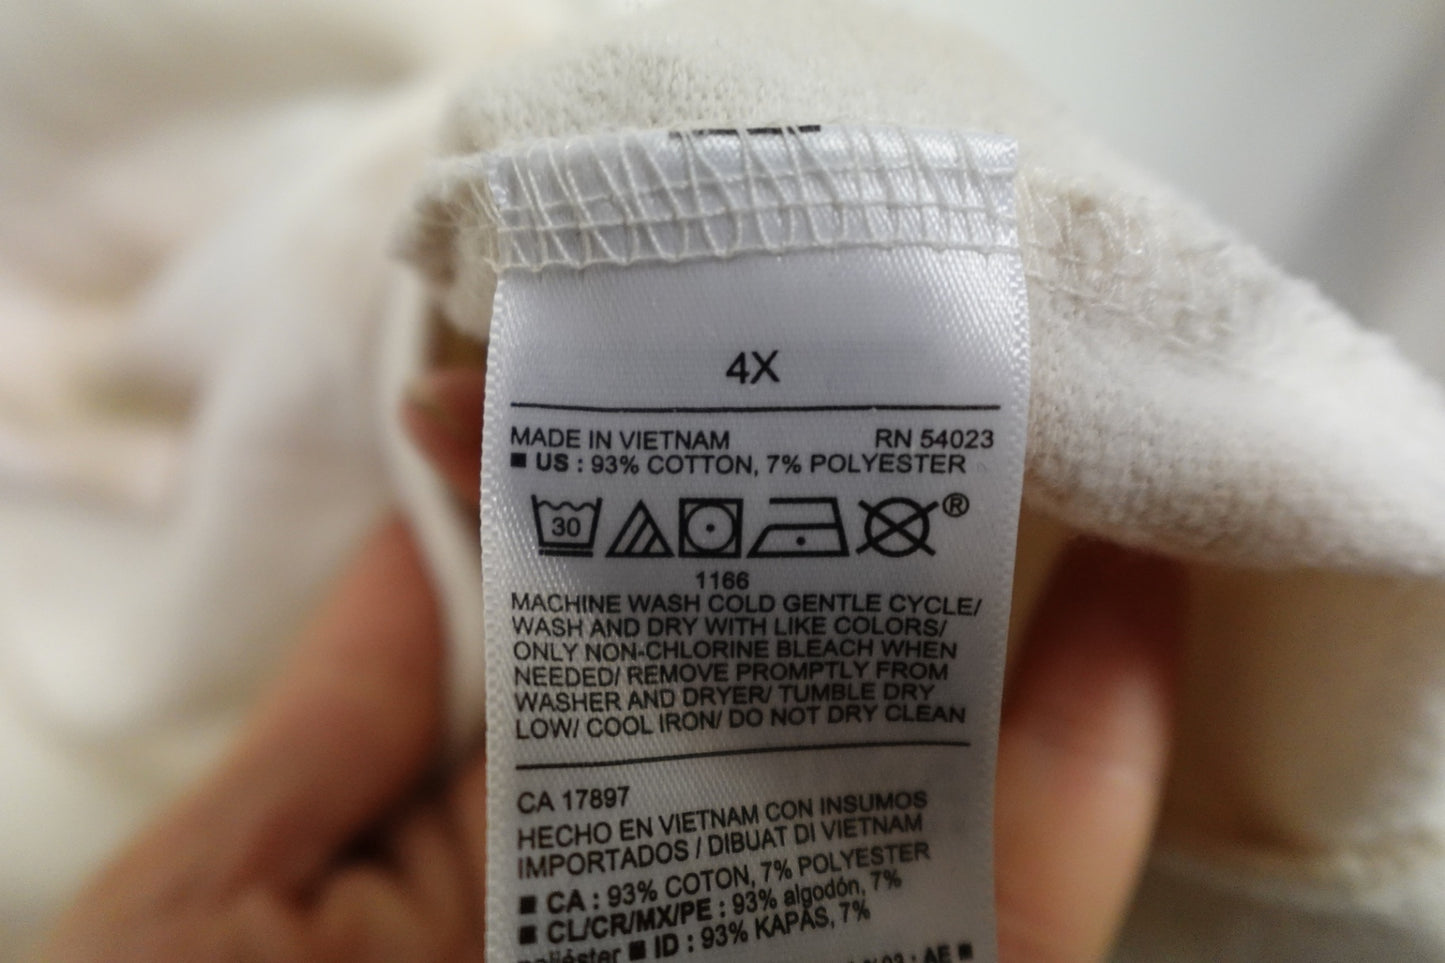 4X
MADE IN VIETNAM RN 54023
■ US : 93% COTTON, 7% POLYESTER
30 ®
1166
MACHINE WASH COLD GENTLE CYCLE/
WASH AND DRY WITH LIKE COLORS/
ONLY NON-CHLORINE BLEACH WHEN
NEEDED/ REMOVE PROMPTLY FROM
WASHER AND DRYER/ TUMBLE DRY
LOW/ COOL IRON/ DO NOT DRY CLEAN
CA 17897
HECHO EN VIETNAM CON INSUMOS
IMPORTADOS / DIBUAT DI VIETNAM
■ CA : 93% COTON, 7% POLYESTER
■ CL/CR/MX/PE : 93% algodón, 7%
poliéster ■ ID : 93% KAPAS, 7%
AE ■